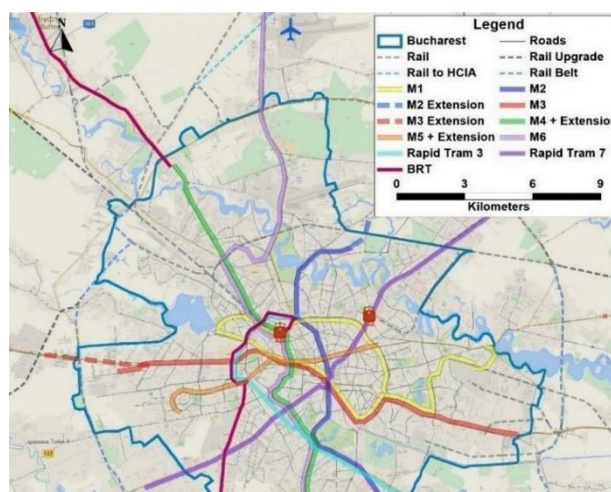 Legend
Bucharest
Roads
Rail
Rail Upgrade
Rail to HCIA
Rail Belt
M1
M2
M2 Extension
M3
M3 Extension
M4 + Extension
M5 + Extension
M6
Rapid Tram 3
Rapid Tram 7
BRT
0 3 6 9
Kilometers
N